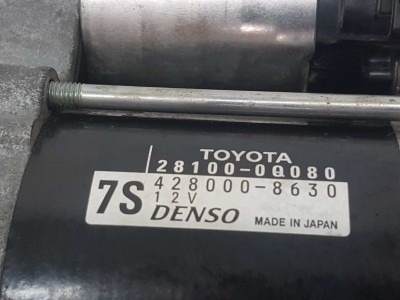 TOYOTA
28100-0Q080
7S 428000-8630
12V
DENSO MADE IN JAPAN